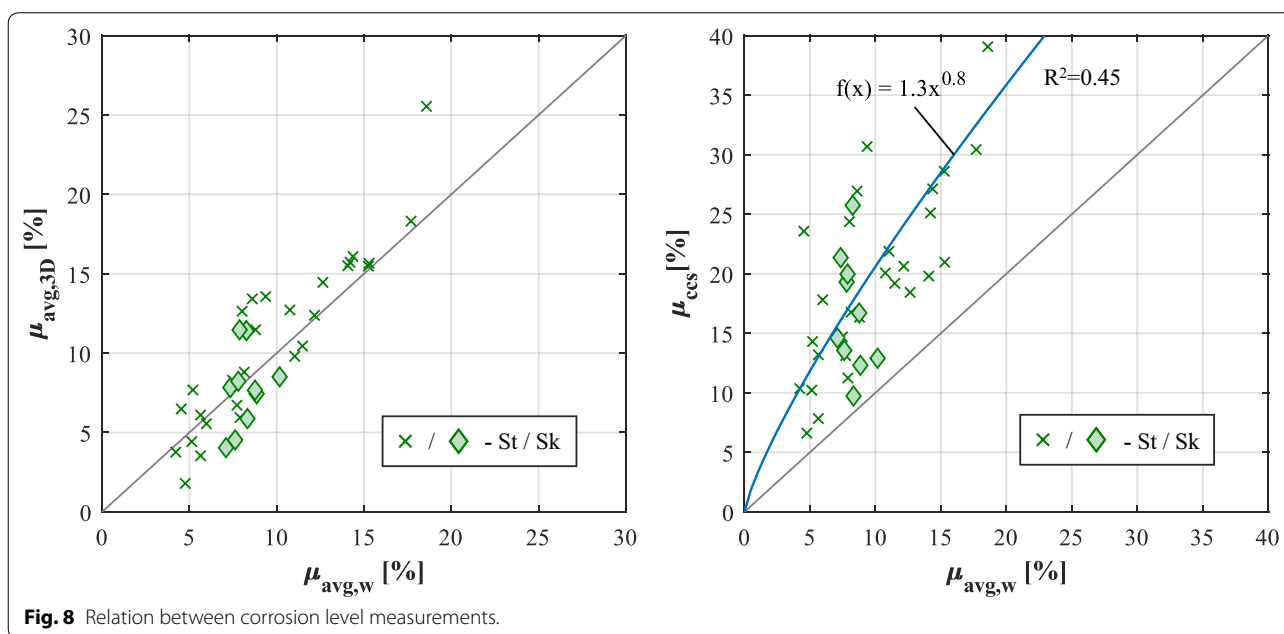 30
25
20
15
10
5
0
μavg,3D [%]
0 5 10 15 20 25 30
μavg,w [%]
× / ◇ - St / Sk
40
35
30
25
20
15
10
5
0
μccs[%]
f(x) = 1.3x^0.8
R²=0.45
0 5 10 15 20 25 30 35 40
μavg,w [%]
× / ◇ - St / Sk
Fig. 8 Relation between corrosion level measurements.